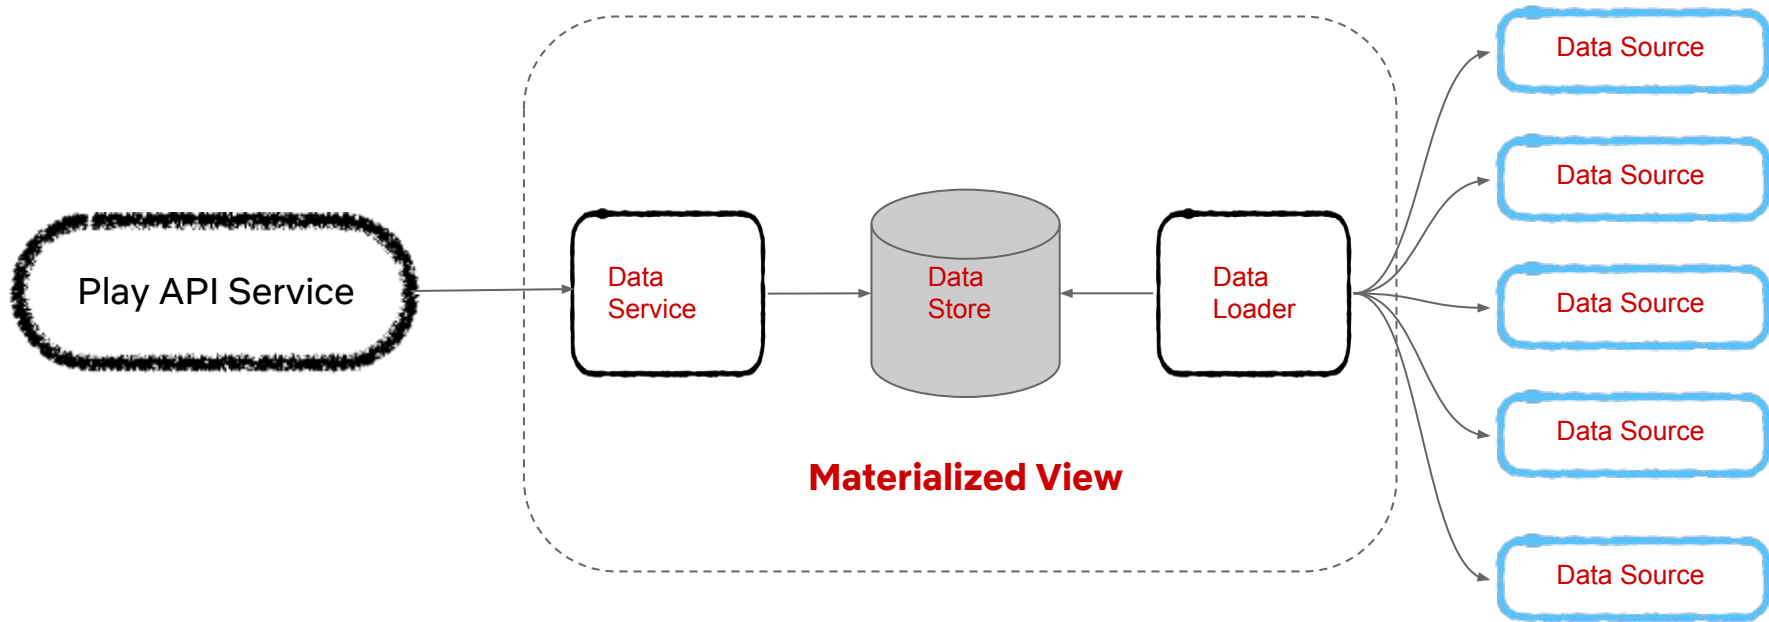 Play API Service
Data
Service
Data
Store
Data
Loader
Materialized View
Data Source
Data Source
Data Source
Data Source
Data Source